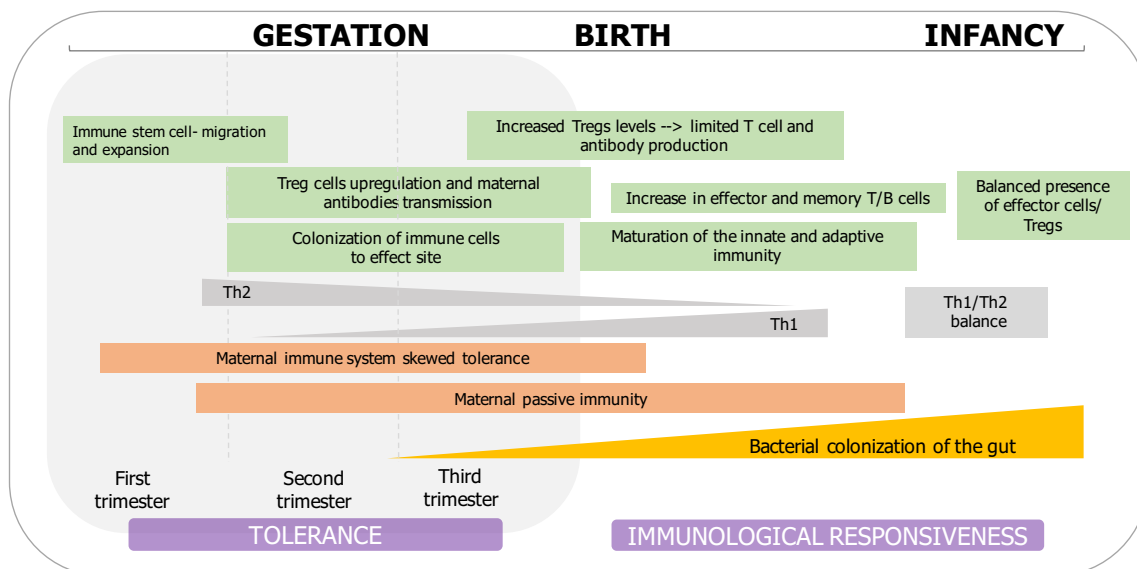 GESTATION
BIRTH
INFANCY
Immune stem cell- migration
and expansion
Increased Tregs levels --> limited T cell and
antibody production
Treg cells upregulation and maternal
antibodies transmission
Increase in effector and memory T/B cells
Balanced presence
of effector cells/
Tregs
Colonization of immune cells
to effect site
Maturation of the innate and adaptive
immunity
Th2
Th1
Th1/Th2
balance
Maternal immune system skewed tolerance
Maternal passive immunity
Bacterial colonization of the gut
First
trimester
Second
trimester
Third
trimester
TOLERANCE
IMMUNOLOGICAL RESPONSIVENESS